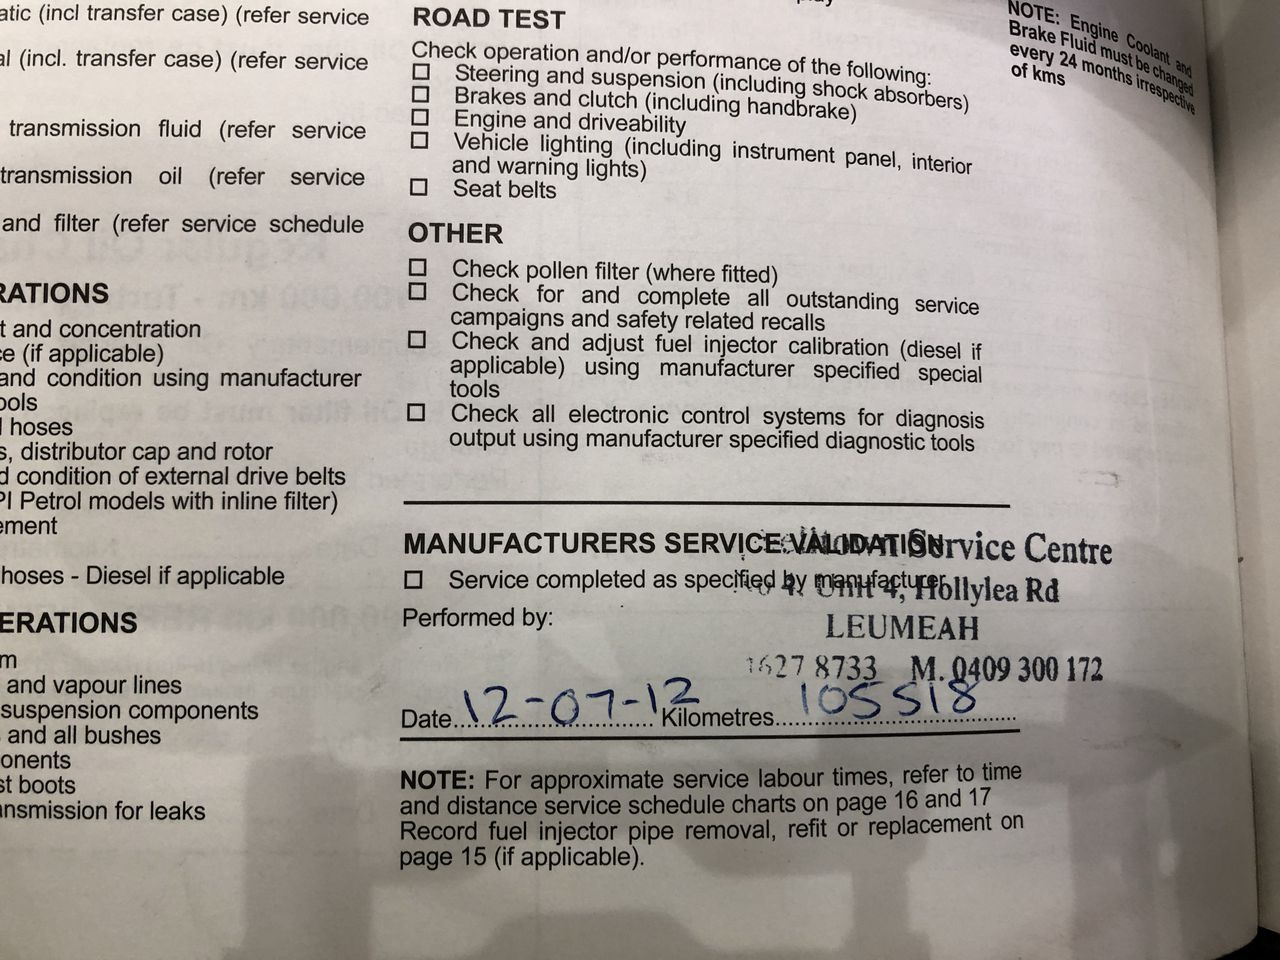 atic (incl transfer case) (refer service
al (incl. transfer case) (refer service
transmission fluid (refer service
transmission oil (refer service
and filter (refer service schedule
RATIONS
t and concentration
ce (if applicable)
and condition using manufacturer
ools
l hoses
s, distributor cap and rotor
d condition of external drive belts
PI Petrol models with inline filter)
ement
hoses - Diesel if applicable
ERATIONS
m
and vapour lines
suspension components
and all bushes
onents
st boots
ansmission for leaks
ROAD TEST
Check operation and/or performance of the following:
Steering and suspension (including shock absorbers)
Brakes and clutch (including handbrake)
Engine and driveability
Vehicle lighting (including instrument panel, interior
and warning lights)
Seat belts
OTHER
Check pollen filter (where fitted)
Check for and complete all outstanding service
campaigns and safety related recalls
Check and adjust fuel injector calibration (diesel if
applicable) using manufacturer specified special
tools
Check all electronic control systems for diagnosis
output using manufacturer specified diagnostic tools
MANUFACTURERS SERVICE VALIDATION
Service Centre
Service completed as specified by manufacturer
Unit 4, Hollylea Rd
Performed by:
LEUMEAH
1627 8733 M. 0409 300 172
Date 12-07-12 Kilometres 105518
NOTE: For approximate service labour times, refer to time
and distance service schedule charts on page 16 and 17
Record fuel injector pipe removal, refit or replacement on
page 15 (if applicable).
NOTE: Engine Coolant and
Brake Fluid must be changed
every 24 months irrespective
of kms